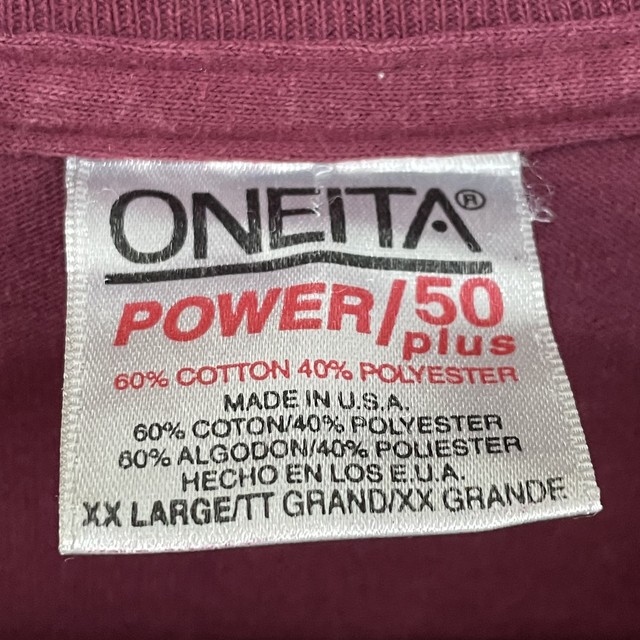 ONEITA®
POWER/50 plus
60% COTTON 40% POLYESTER
MADE IN U.S.A.
60% COTON/40% POLYESTER
60% ALGODON/40% POLIESTER
HECHO EN LOS E.U.A.
XX LARGE/TT GRAND/XX GRANDE